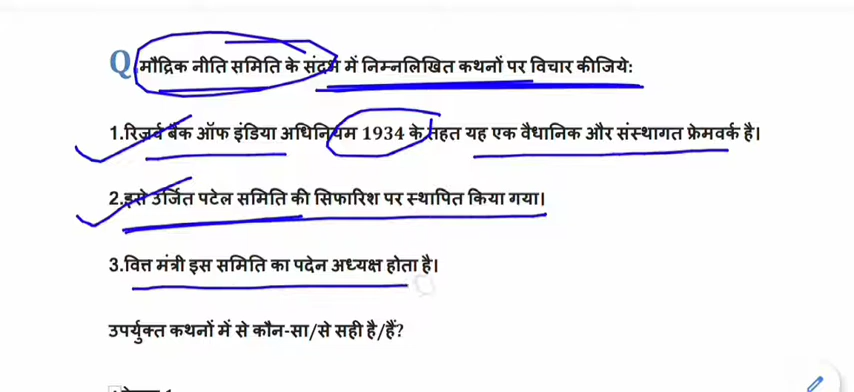 Q मौद्रिक नीति समिति के संदर्भ में निम्नलिखित कथनों पर विचार कीजिये:
1.रिज़र्व बैंक ऑफ इंडिया अधिनियम 1934 के तहत यह एक वैधानिक और संस्थागत फ्रेमवर्क है।
2.इसे उर्जित पटेल समिति की सिफारिश पर स्थापित किया गया।
3.वित्त मंत्री इस समिति का पदेन अध्यक्ष होता है।
उपर्युक्त कथनों में से कौन-सा/से सही है/हैं?